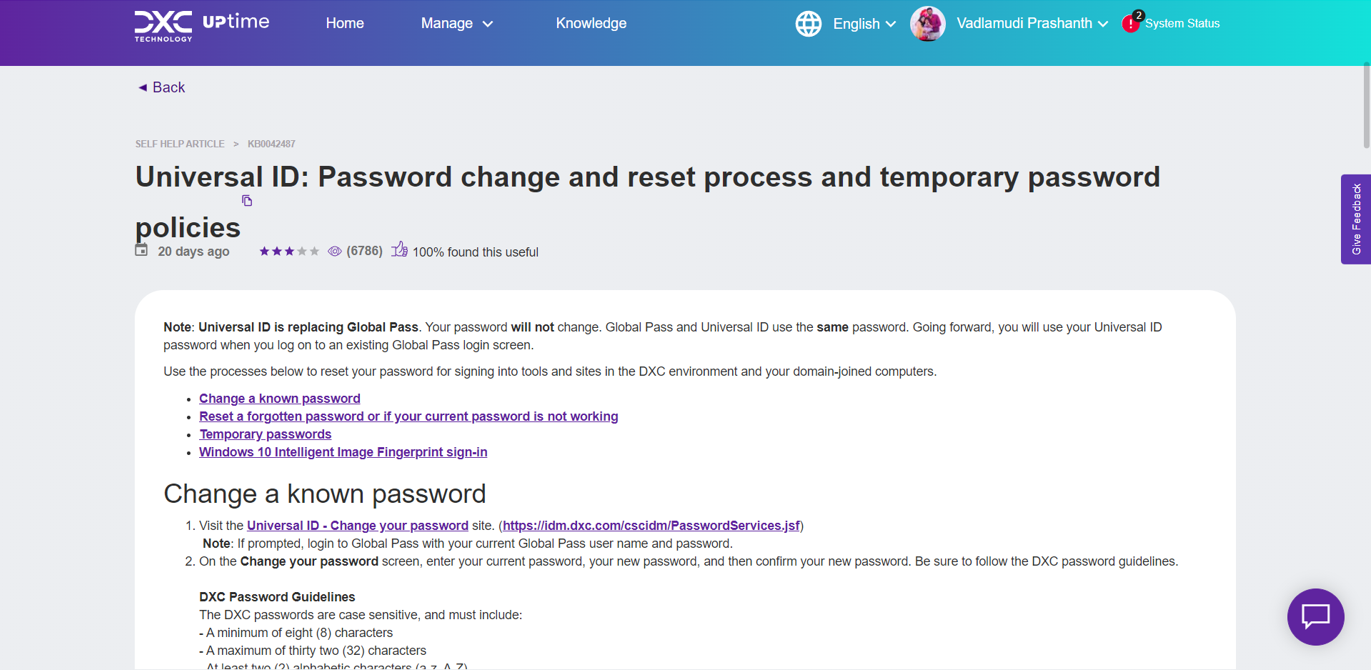 DXC TECHNOLOGY UPtime Home Manage Knowledge English Vadlamudi Prashanth ! 2 System Status
◄ Back
SELF HELP ARTICLE > KB0042487
Universal ID: Password change and reset process and temporary password
policies
20 days ago (6786) 100% found this useful
Give Feedback
Note: Universal ID is replacing Global Pass. Your password will not change. Global Pass and Universal ID use the same password. Going forward, you will use your Universal ID
password when you log on to an existing Global Pass login screen.
Use the processes below to reset your password for signing into tools and sites in the DXC environment and your domain-joined computers.
• Change a known password
• Reset a forgotten password or if your current password is not working
• Temporary passwords
• Windows 10 Intelligent Image Fingerprint sign-in
Change a known password
1. Visit the Universal ID - Change your password site. (https://idm.dxc.com/cscidm/PasswordServices.jsf)
Note: If prompted, login to Global Pass with your current Global Pass user name and password.
2. On the Change your password screen, enter your current password, your new password, and then confirm your new password. Be sure to follow the DXC password guidelines.
DXC Password Guidelines
The DXC passwords are case sensitive, and must include:
- A minimum of eight (8) characters
- A maximum of thirty two (32) characters
- At least two (2) alphabetic characters (a-z, A-Z)